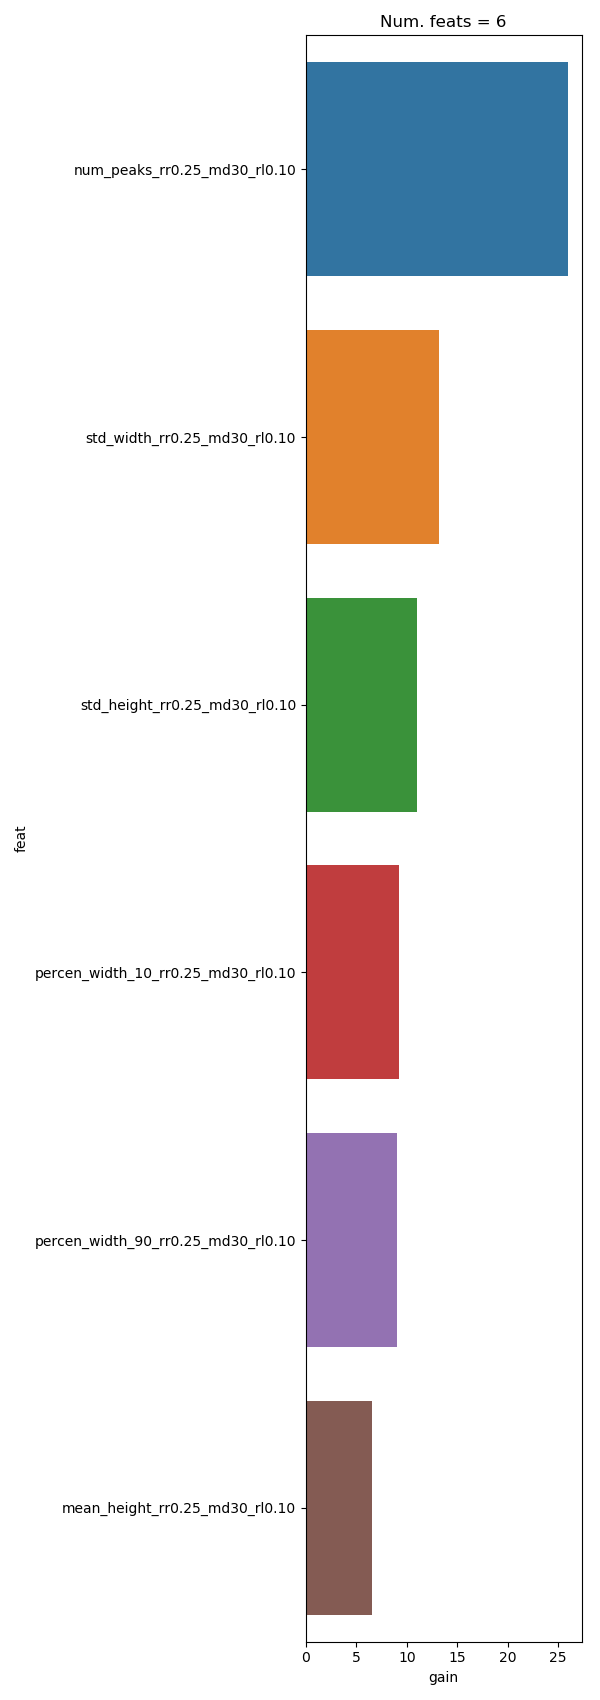 Num. feats = 6
num_peaks_rr0.25_md30_rl0.10
std_width_rr0.25_md30_rl0.10
std_height_rr0.25_md30_rl0.10
feat
percen_width_10_rr0.25_md30_rl0.10
percen_width_90_rr0.25_md30_rl0.10
mean_height_rr0.25_md30_rl0.10
0 5 10 15 20 25
gain